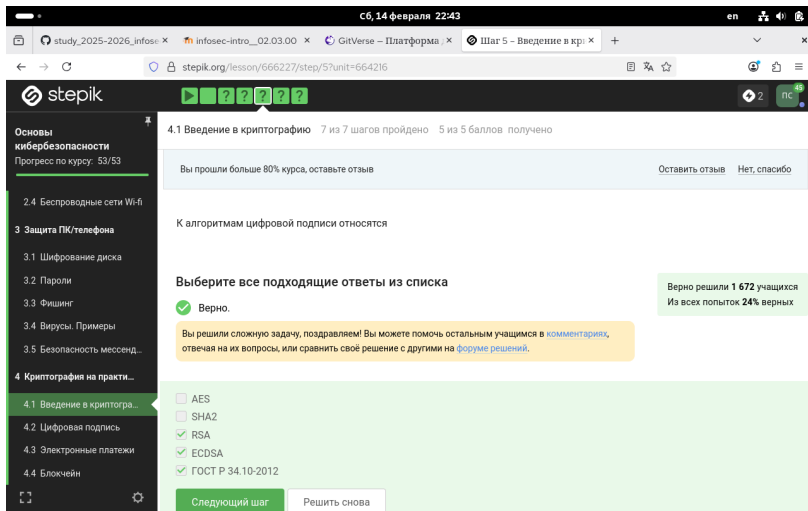 Сб, 14 февраля 22:43
en
study_2025-2026_infose
infosec-intro__02.03.00
GitVerse – Платформа
Шаг 5 – Введение в кри
stepik.org/lesson/666227/step/5?unit=664216
stepik
? ? ? ? ?
2
ПС
45
Основы
кибербезопасности
Прогресс по курсу: 53/53
2.4 Беспроводные сети Wi-fi
3 Защита ПК/телефона
3.1 Шифрование диска
3.2 Пароли
3.3 Фишинг
3.4 Вирусы. Примеры
3.5 Безопасность мессенд...
4 Криптография на практи...
4.1 Введение в криптогра...
4.2 Цифровая подпись
4.3 Электронные платежи
4.4 Блокчейн
4.1 Введение в криптографию 7 из 7 шагов пройдено 5 из 5 баллов получено
Вы прошли больше 80% курса, оставьте отзыв
Оставить отзыв Нет, спасибо
К алгоритмам цифровой подписи относятся
Выберите все подходящие ответы из списка
Верно.
Верно решили 1 672 учащихся
Из всех попыток 24% верных
Вы решили сложную задачу, поздравляем! Вы можете помочь остальным учащимся в комментариях,
отвечая на их вопросы, или сравнить своё решение с другими на форуме решений.
AES
SHA2
RSA
ECDSA
ГОСТ Р 34.10-2012
Следующий шаг Решить снова